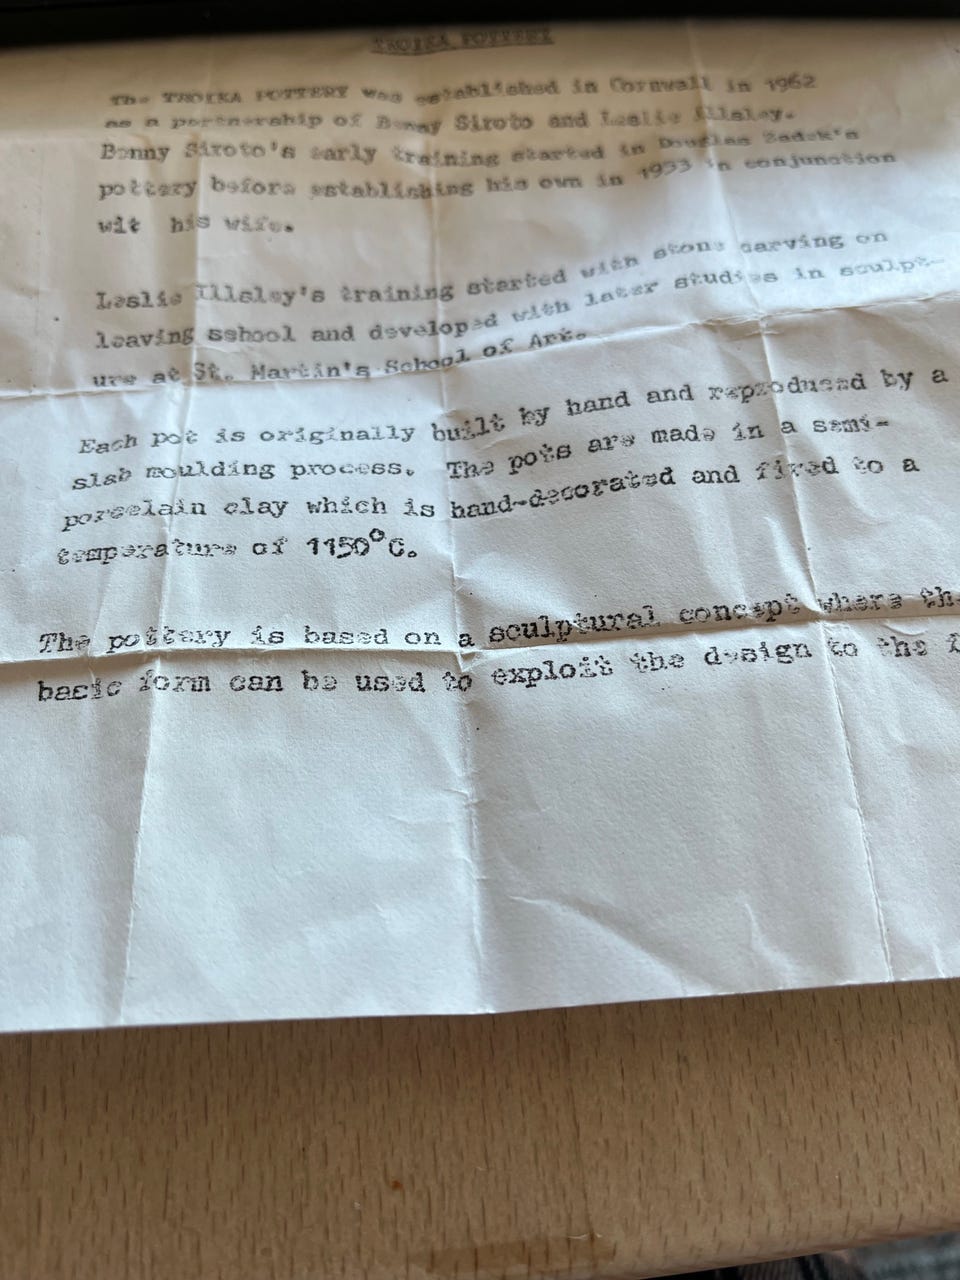 TROIKA POTTERY
The TROIKA POTTERY was established in Cornwall in 1962
as a partnership of Benny Siroto and Leslie Illsley.
Benny Siroto's early training started in Douglas Zadek's
pottery before establishing his own in 1953 in conjunction
wit his wife.
Leslie Illsley's training started with stone carving on
leaving school and developed with later studies in sculpt-
ure at St. Martin's School of Art.
Each pot is originally built by hand and reproduced by a
slab moulding process. The pots are made in a semi-
porcelain clay which is hand-decorated and fired to a
temperature of 1150°C.
The pottery is based on a sculptural concept where
basic form can be used to exploit the design to the